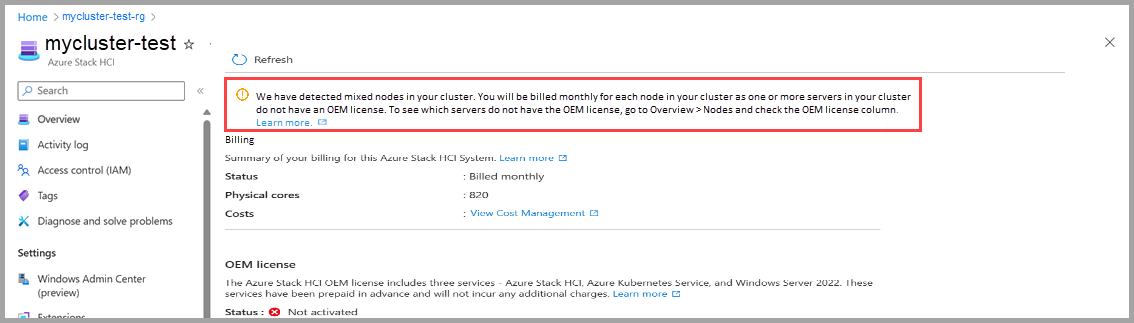 Home > mycluster-test-rg >
mycluster-test
Azure Stack HCI
Search
Overview
Activity log
Access control (IAM)
Tags
Diagnose and solve problems
Settings
Windows Admin Center
(preview)
Extensions
Refresh
We have detected mixed nodes in your cluster. You will be billed monthly for each node in your cluster as one or more servers in your cluster
do not have an OEM license. To see which servers do not have the OEM license, go to Overview > Nodes and check the OEM license column.
Learn more.
Billing
Summary of your billing for this Azure Stack HCI System. Learn more
Status : Billed monthly
Physical cores : 820
Costs : View Cost Management
OEM license
The Azure Stack HCI OEM license includes three services - Azure Stack HCI, Azure Kubernetes Service, and Windows Server 2022. These
services have been prepaid in advance and will not incur any additional charges. Learn more
Status : Not activated